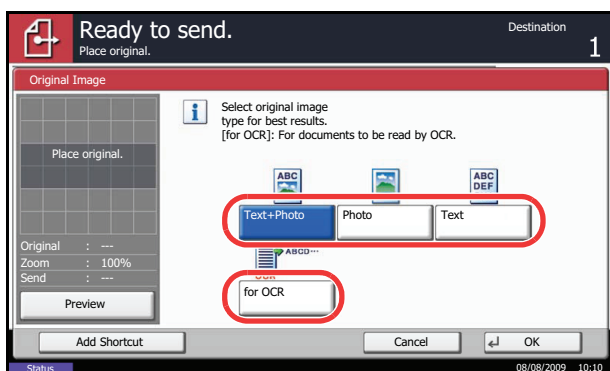 Ready to send.
Destination
Place original.
1
Original Image
Select original image
type for best results.
[for OCR]: For documents to be read by OCR.
Place original.
ABC
ABC
DEF
Text+Photo
Photo
Text
ABCD...
OCR
for OCR
Original : ---
Zoom : 100%
Send : ---
Preview
Add Shortcut
Cancel
OK
Status
08/08/2009 10:10